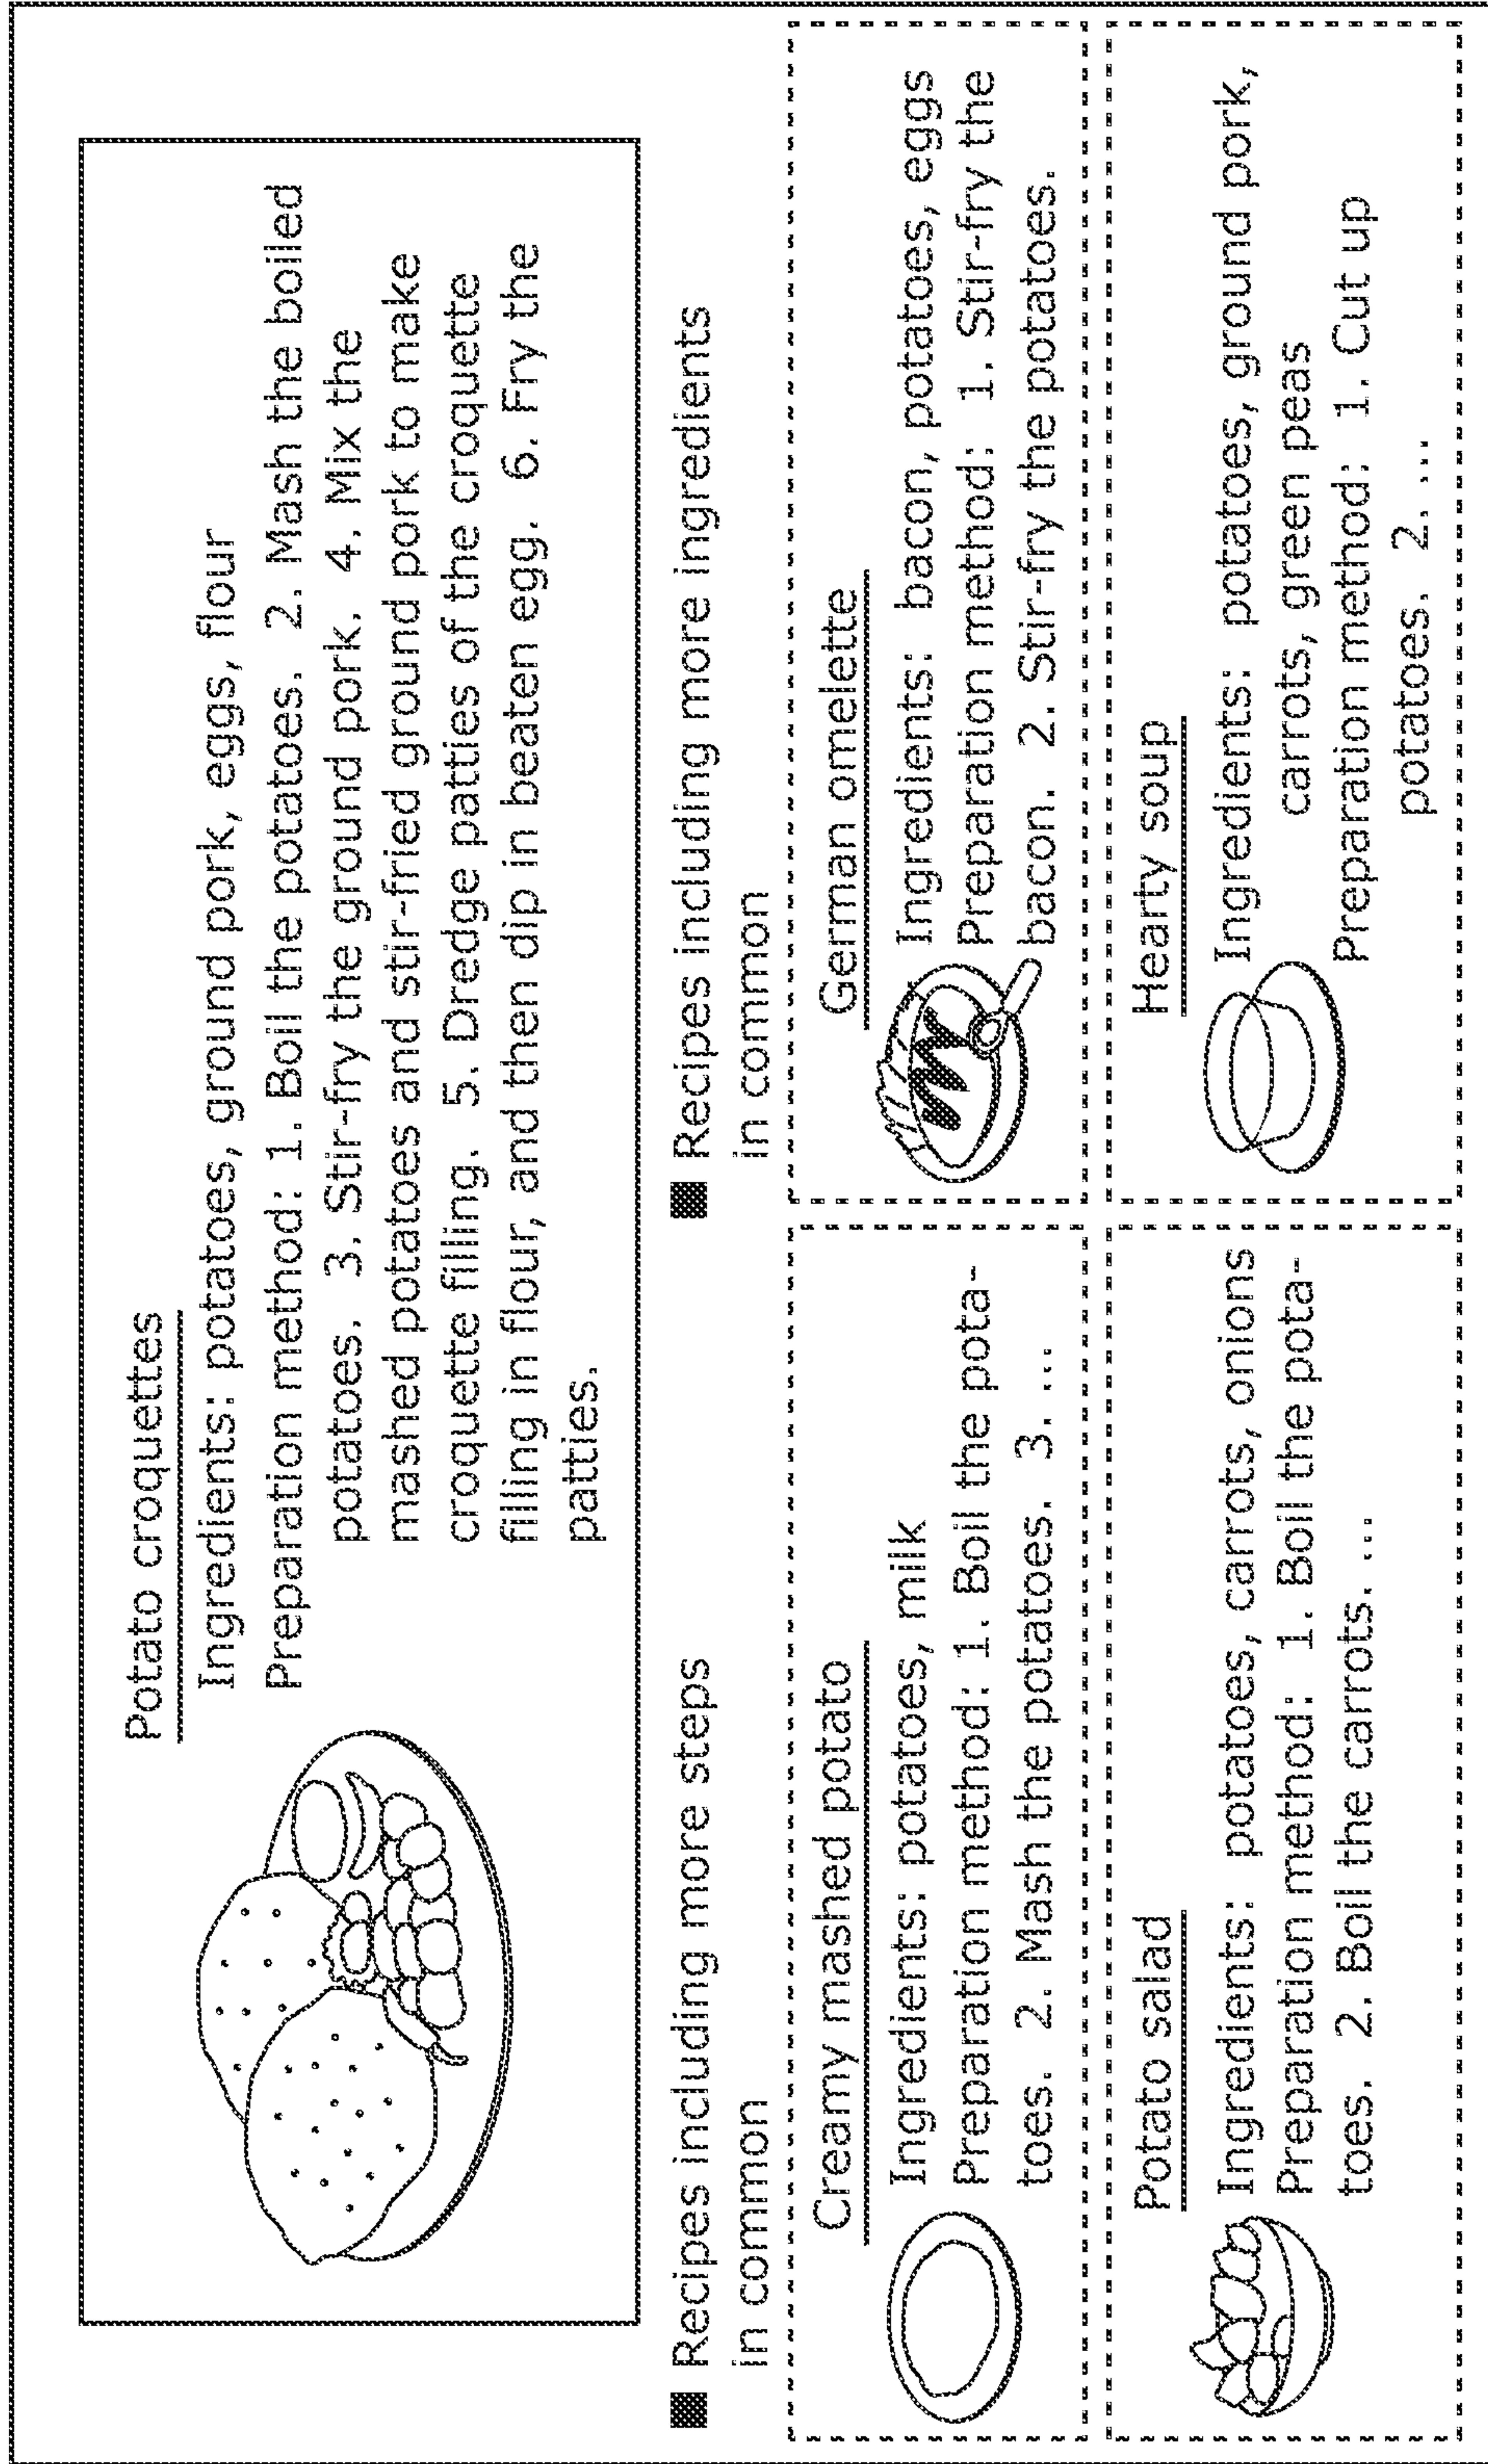 Potato croquettes
Ingredients: potatoes, ground pork, eggs, flour
Preparation method: 1. Boil the potatoes. 2. Mash the boiled
potatoes. 3. Stir-fry the ground pork. 4. Mix the
mashed potatoes and stir-fried ground pork to make
croquette filling. 5. Dredge patties of the croquette
filling in flour, and then dip in beaten egg. 6. Fry the
patties.
■ Recipes including more steps
in common
Creamy mashed potato
Ingredients: potatoes, milk
Preparation method: 1. Boil the pota-
toes. 2. Mash the potatoes. 3. ...
Potato salad
Ingredients: potatoes, carrots, onions
Preparation method: 1. Boil the pota-
toes. 2. Boil the carrots. ...
■ Recipes including more ingredients
in common
German omelette
Ingredients: bacon, potatoes, eggs
Preparation method: 1. Stir-fry the
bacon. 2. Stir-fry the potatoes.
Hearty soup
Ingredients: potatoes, ground pork,
carrots, green peas
Preparation method: 1. Cut up
potatoes. 2. ...